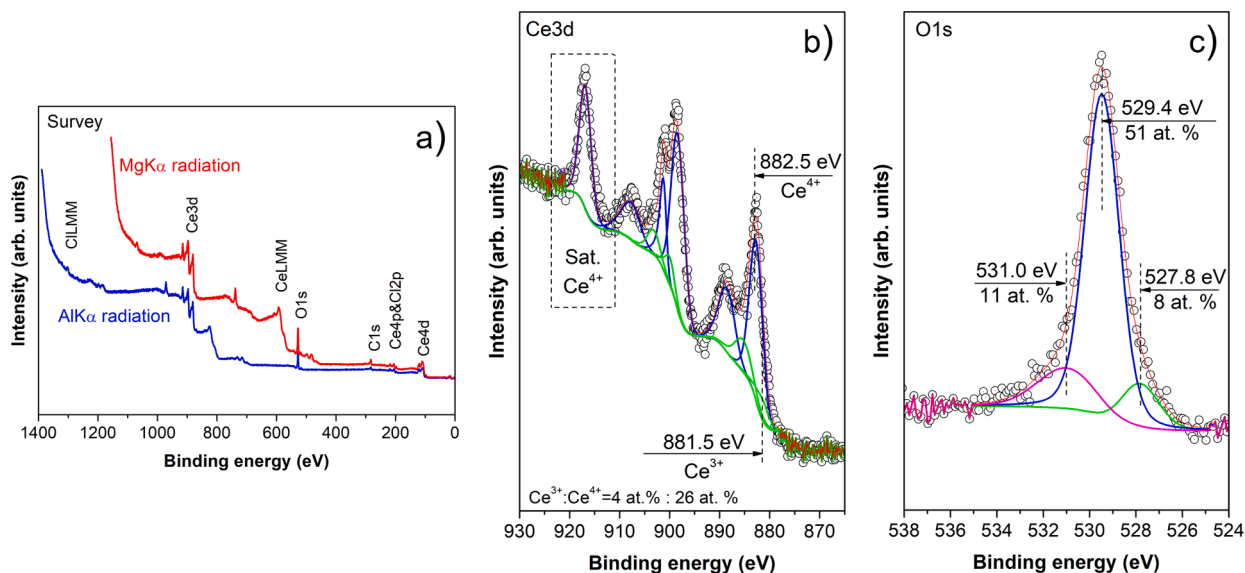 Survey
a)
MgKα radiation
AlKα radiation
ClLMM
Ce3d
CeLMM
O1s
C1s
Ce4p&Cl2p
Ce4d
Intensity (arb. units)
1400 1200 1000 800 600 400 200 0
Binding energy (eV)
Ce3d
b)
882.5 eV
Ce⁴⁺
Sat.
Ce⁴⁺
881.5 eV
Ce³⁺
Ce³⁺:Ce⁴⁺=4 at.% : 26 at. %
Intensity (arb. units)
930 920 910 900 890 880 870
Binding energy (eV)
O1s
c)
529.4 eV
51 at. %
531.0 eV
11 at. %
527.8 eV
8 at. %
Intensity (arb. units)
538 536 534 532 530 528 526 524
Binding energy (eV)